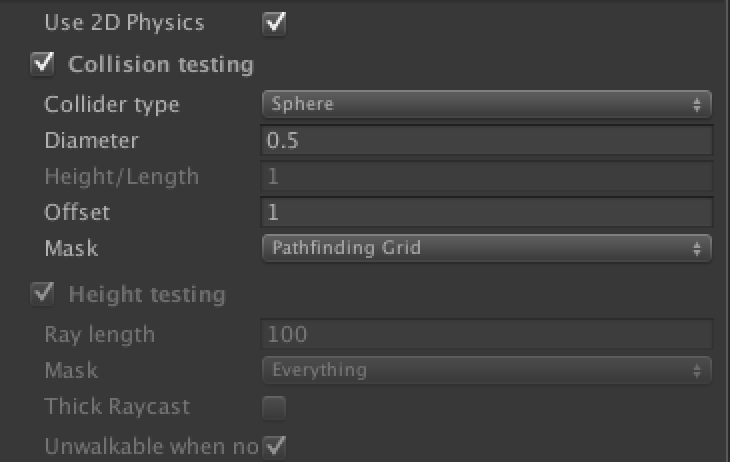 Use 2D Physics
Collision testing
Collider type Sphere
Diameter 0.5
Height/Length 1
Offset 1
Mask Pathfinding Grid
Height testing
Ray length 100
Mask Everything
Thick Raycast
Unwalkable when no